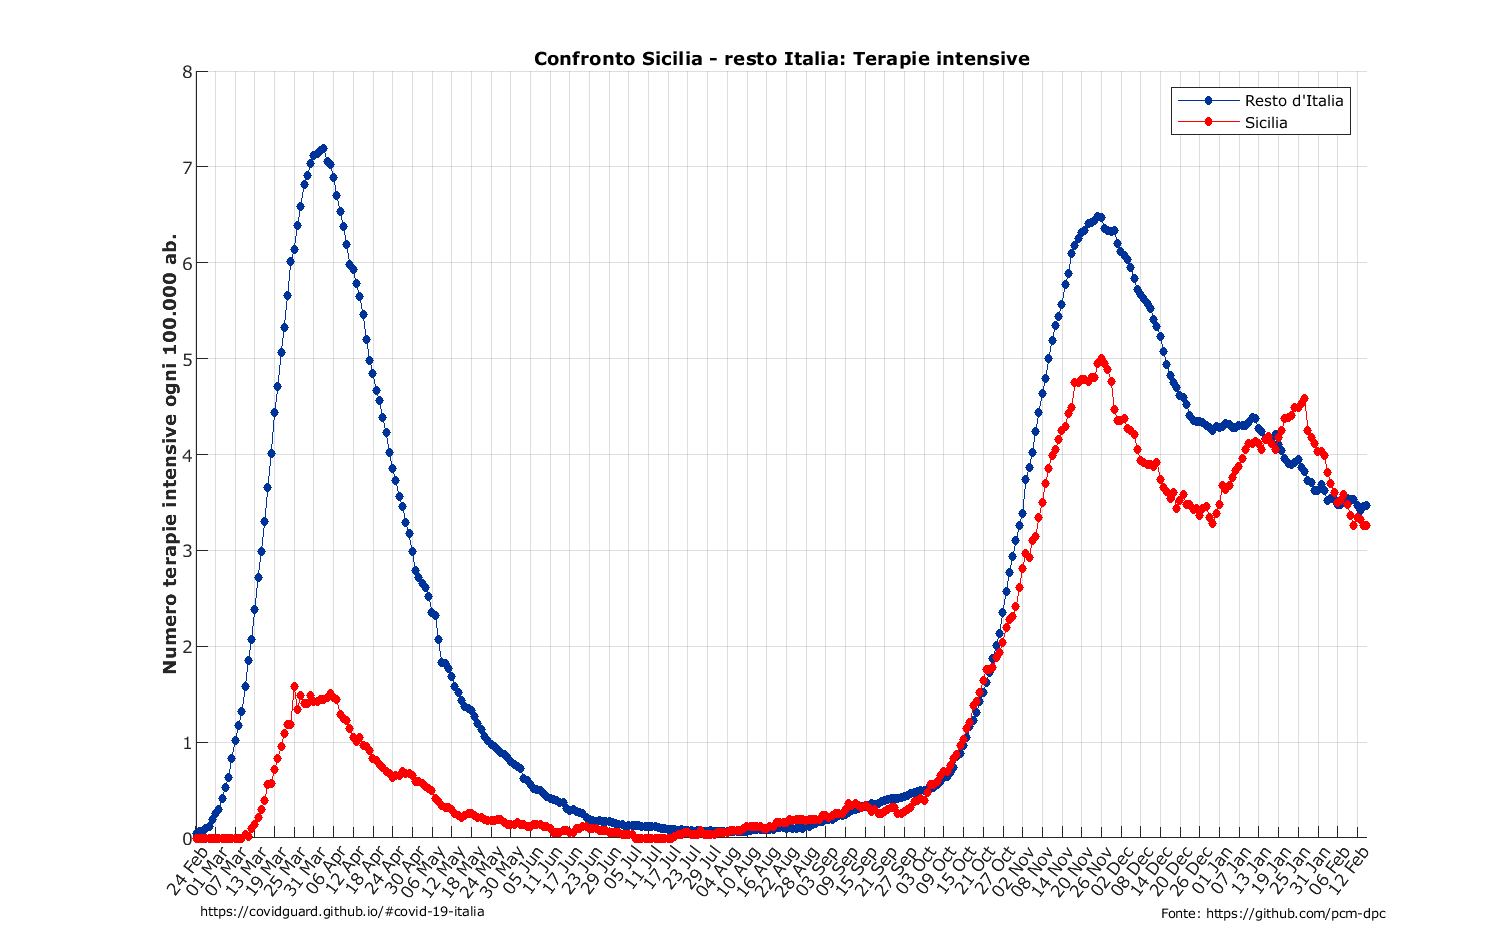 Confronto Sicilia - resto Italia: Terapie intensive
Resto d'Italia
Sicilia
Numero terapie intensive ogni 100.000 ab.
8
7
6
5
4
3
2
1
0
24 Feb
01 Mar
07 Mar
13 Mar
19 Mar
25 Mar
31 Mar
06 Apr
12 Apr
18 Apr
24 Apr
30 Apr
06 May
12 May
18 May
24 May
30 May
05 Jun
11 Jun
17 Jun
23 Jun
29 Jun
05 Jul
11 Jul
17 Jul
23 Jul
29 Jul
04 Aug
10 Aug
16 Aug
22 Aug
28 Aug
03 Sep
09 Sep
15 Sep
21 Sep
27 Sep
03 Oct
09 Oct
15 Oct
21 Oct
27 Oct
02 Nov
08 Nov
14 Nov
20 Nov
26 Nov
02 Dec
08 Dec
14 Dec
20 Dec
26 Dec
01 Jan
07 Jan
13 Jan
19 Jan
25 Jan
31 Jan
06 Feb
12 Feb
https://covidguard.github.io/#covid-19-italia
Fonte: https://github.com/pcm-dpc